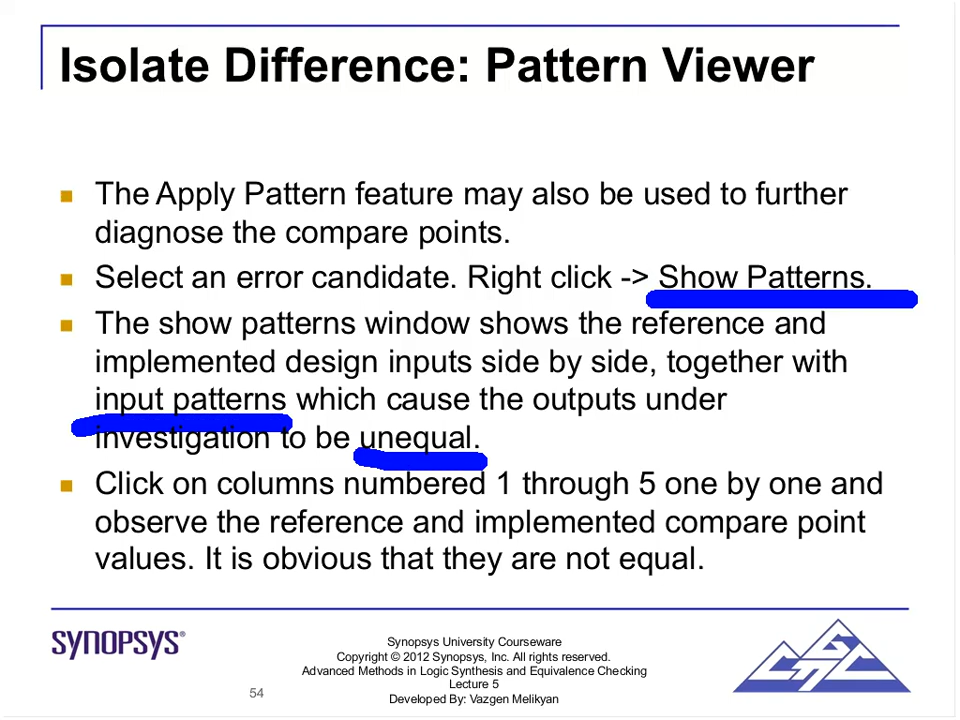 Isolate Difference: Pattern Viewer
■ The Apply Pattern feature may also be used to further
diagnose the compare points.
■ Select an error candidate. Right click -> Show Patterns.
■ The show patterns window shows the reference and
implemented design inputs side by side, together with
input patterns which cause the outputs under
investigation to be unequal.
■ Click on columns numbered 1 through 5 one by one and
observe the reference and implemented compare point
values. It is obvious that they are not equal.
SYNOPSYS®
Synopsys University Courseware
Copyright © 2012 Synopsys, Inc. All rights reserved.
Advanced Methods in Logic Synthesis and Equivalence Checking
Lecture 5
Developed By: Vazgen Melikyan
54